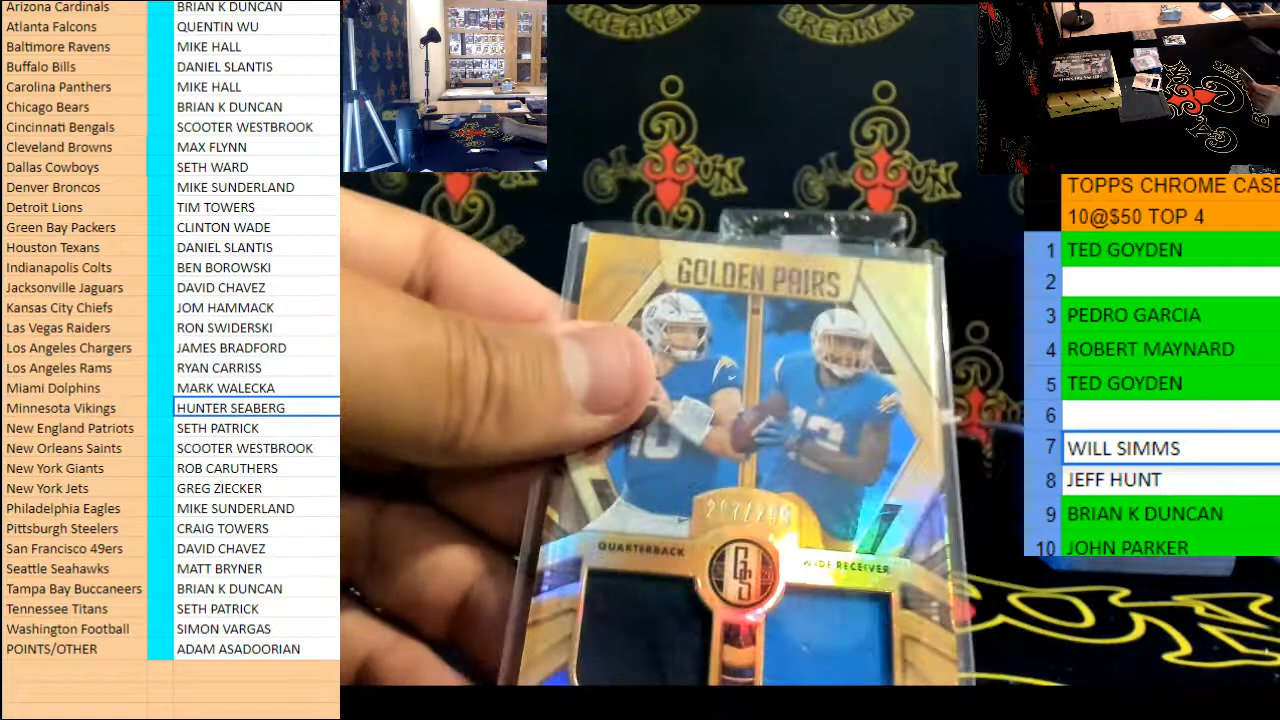 Arizona Cardinals BRIAN K DUNCAN
Atlanta Falcons QUENTIN WU
Baltimore Ravens MIKE HALL
Buffalo Bills DANIEL SLANTIS
Carolina Panthers MIKE HALL
Chicago Bears BRIAN K DUNCAN
Cincinnati Bengals SCOOTER WESTBROOK
Cleveland Browns MAX FLYNN
Dallas Cowboys SETH WARD
Denver Broncos MIKE SUNDERLAND
Detroit Lions TIM TOWERS
Green Bay Packers CLINTON WADE
Houston Texans DANIEL SLANTIS
Indianapolis Colts BEN BOROWSKI
Jacksonville Jaguars DAVID CHAVEZ
Kansas City Chiefs JOM HAMMACK
Las Vegas Raiders RON SWIDERSKI
Los Angeles Chargers JAMES BRADFORD
Los Angeles Rams RYAN CARRISS
Miami Dolphins MARK WALECKA
Minnesota Vikings HUNTER SEABERG
New England Patriots SETH PATRICK
New Orleans Saints SCOOTER WESTBROOK
New York Giants ROB CARUTHERS
New York Jets GREG ZIECKER
Philadelphia Eagles MIKE SUNDERLAND
Pittsburgh Steelers CRAIG TOWERS
San Francisco 49ers DAVID CHAVEZ
Seattle Seahawks MATT BRYNER
Tampa Bay Buccaneers BRIAN K DUNCAN
Tennessee Titans SETH PATRICK
Washington Football SIMON VARGAS
POINTS/OTHER ADAM ASADOORIAN
BREAKER BREAKER
GOLDEN PAIRS
QUARTERBACK
WIDE RECEIVER
GS
TOPPS CHROME CASE
10@$50 TOP 4
1 TED GOYDEN
2
3 PEDRO GARCIA
4 ROBERT MAYNARD
5 TED GOYDEN
6
7 WILL SIMMS
8 JEFF HUNT
9 BRIAN K DUNCAN
10 JOHN PARKER